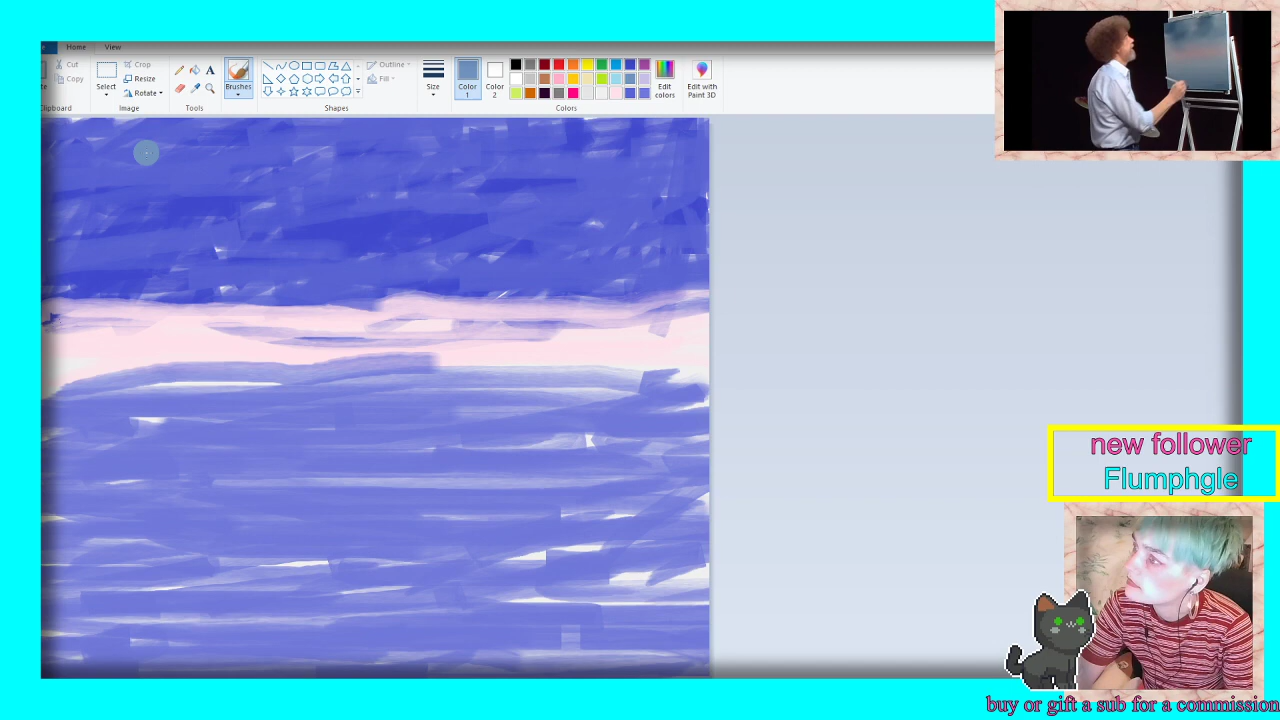 Home View
Cut
Copy
Clipboard
Select
Crop
Resize
Rotate
Image
Tools
Brushes
Shapes
Outline
Fill
Size
Color 1
Color 2
Colors
Edit colors
Edit with Paint 3D
new follower
Flumphgle
buy or gift a sub for a commission